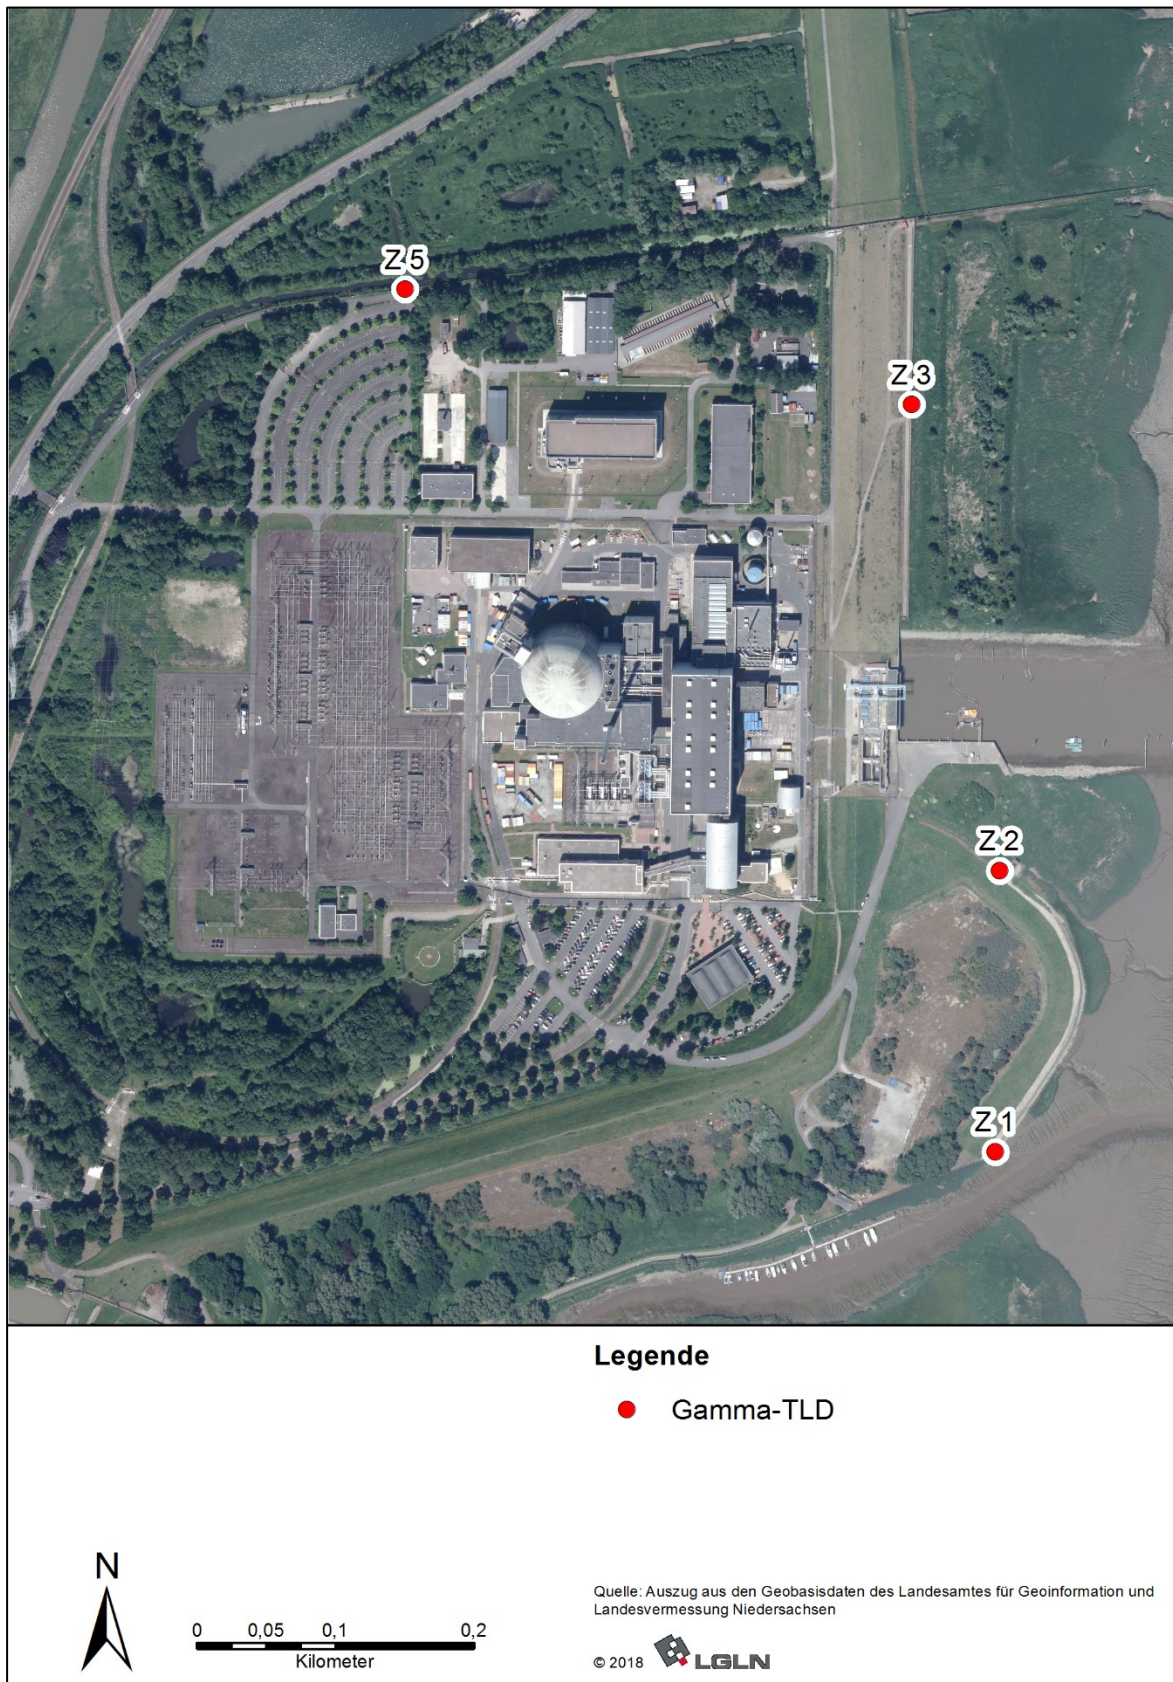 Z 5
Z 3
Z 2
Z 1
Legende
Gamma-TLD
N
0 0,05 0,1 0,2
Kilometer
Quelle: Auszug aus den Geobasisdaten des Landesamtes für Geoinformation und
Landesvermessung Niedersachsen
© 2018 LGLN